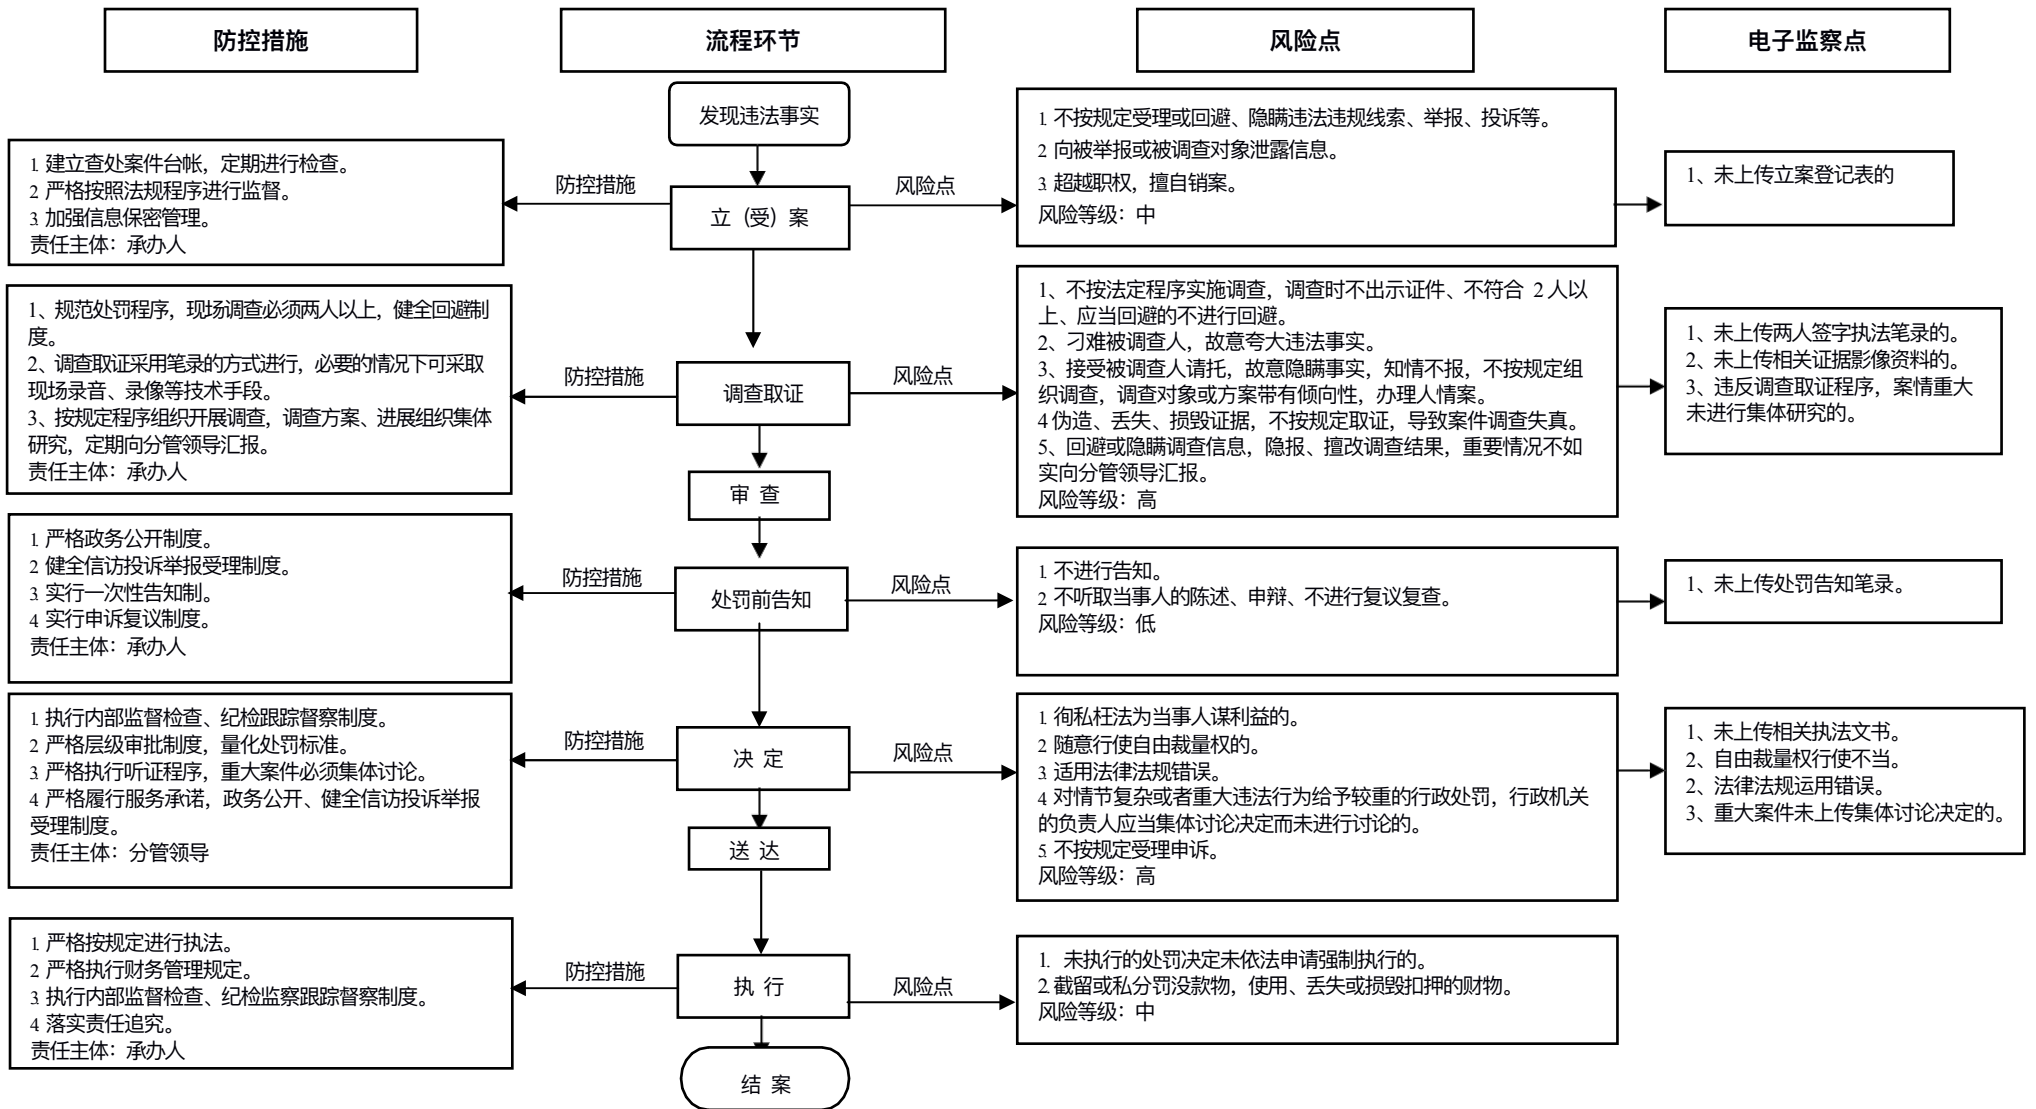 防控措施
流程环节
风险点
电子监察点
发现违法事实
1. 建立查处案件台帐，定期进行检查。
2 严格按照法规程序进行监督。
3. 加强信息保密管理。
责任主体：承办人
防控措施
立（受）案
风险点
1. 不按规定受理或回避、隐瞒违法违规线索、举报、投诉等。
2 向被举报或被调查对象泄露信息。
3. 超越职权，擅自销案。
风险等级：中
1、未上传立案登记表的
1、规范处罚程序，现场调查必须两人以上，健全回避制
度。
2、调查取证采用笔录的方式进行，必要的情况下可采取
现场录音、录像等技术手段。
3、按规定程序组织开展调查，调查方案、进展组织集体
研究，定期向分管领导汇报。
责任主体：承办人
防控措施
调查取证
风险点
1、不按法定程序实施调查，调查时不出示证件、不符合 2 人以
上、应当回避的不进行回避。
2、刁难被调查人，故意夸大违法事实。
3、接受被调查人请托，故意隐瞒事实，知情不报，不按规定组
织调查，调查对象或方案带有倾向性，办理人情案。
4 伪造、丢失、损毁证据，不按规定取证，导致案件调查失真。
5、回避或隐瞒调查信息，隐报、擅改调查结果，重要情况不如
实向分管领导汇报。
风险等级：高
1、未上传两人签字执法笔录的。
2、未上传相关证据影像资料的。
3、违反调查取证程序，案情重大
未进行集体研究的。
审 查
1. 严格政务公开制度。
2 健全信访投诉举报受理制度。
3. 实行一次性告知制。
4 实行申诉复议制度。
责任主体：承办人
防控措施
处罚前告知
风险点
1. 不进行告知。
2 不听取当事人的陈述、申辩、不进行复议复查。
风险等级：低
1、未上传处罚告知笔录。
1. 执行内部监督检查、纪检跟踪督察制度。
2 严格层级审批制度，量化处罚标准。
3. 严格执行听证程序，重大案件必须集体讨论。
4 严格履行服务承诺，政务公开、健全信访投诉举报
受理制度。
责任主体：分管领导
防控措施
决 定
风险点
1. 徇私枉法为当事人谋利益的。
2 随意行使自由裁量权的。
3. 适用法律法规错误。
4 对情节复杂或者重大违法行为给予较重的行政处罚，行政机关
的负责人应当集体讨论决定而未进行讨论的。
5. 不按规定受理申诉。
风险等级：高
1、未上传相关执法文书。
2、自由裁量权行使不当。
2、法律法规运用错误。
3、重大案件未上传集体讨论决定的。
送 达
1. 严格按规定进行执法。
2 严格执行财务管理规定。
3. 执行内部监督检查、纪检监察跟踪督察制度。
4 落实责任追究。
责任主体：承办人
防控措施
执 行
风险点
1. 未执行的处罚决定未依法申请强制执行的。
2. 截留或私分罚没款物，使用、丢失或损毁扣押的财物。
风险等级：中
结 案